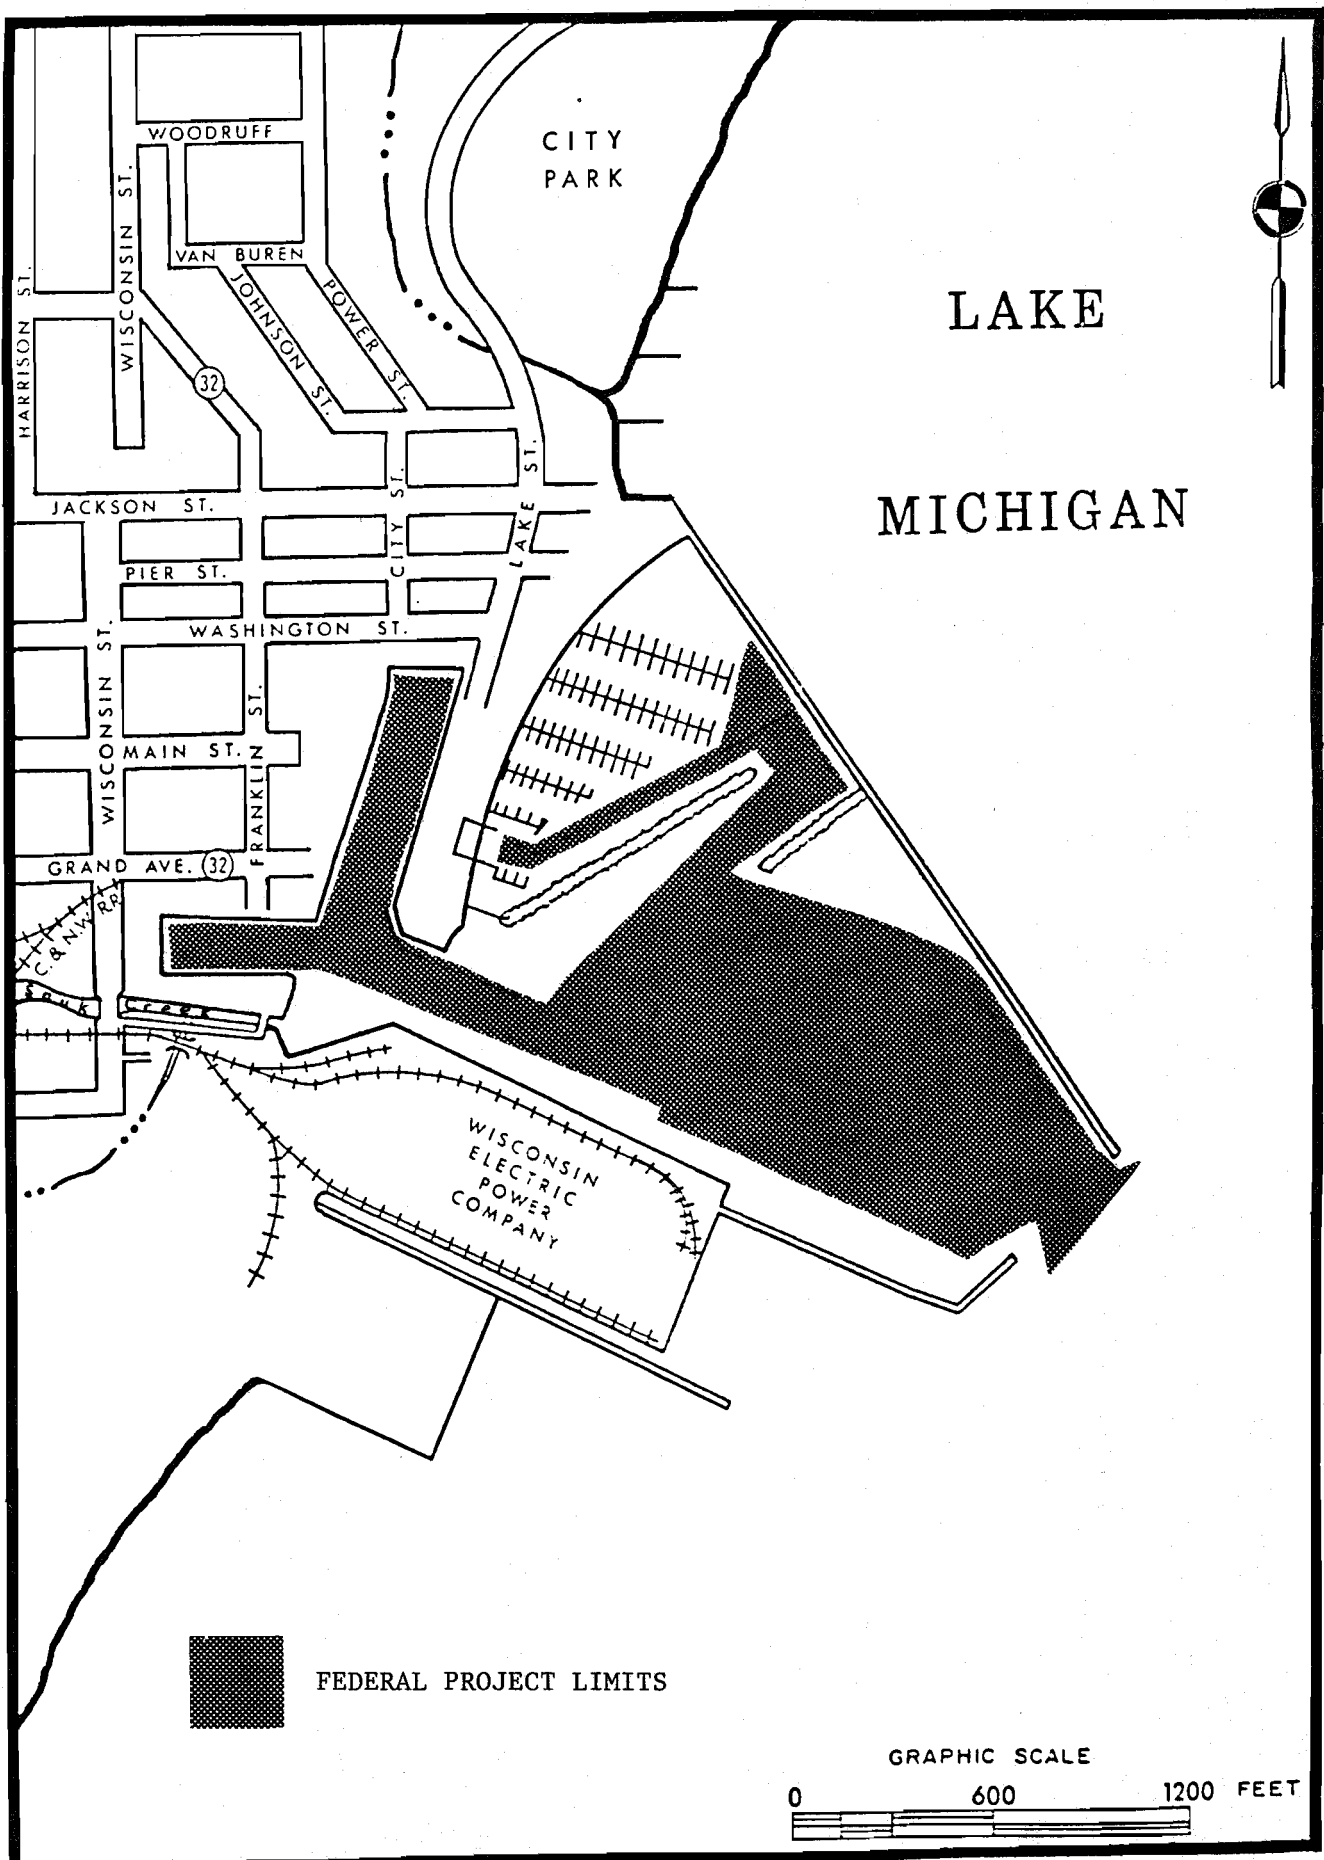 CITY
PARK
WOODRUFF
WISCONSIN ST.
VAN BUREN
JOHNSON ST.
POWER ST.
HARRISON ST.
32
LAKE
MICHIGAN
LAKE ST.
CITY ST.
JACKSON ST.
PIER ST.
WASHINGTON ST.
WISCONSIN ST.
MAIN ST.
FRANKLIN ST.
GRAND AVE. 32
C. & N.W. R.R.
Sauk Creek
WISCONSIN
ELECTRIC
POWER
COMPANY
FEDERAL PROJECT LIMITS
GRAPHIC SCALE
0 600 1200 FEET